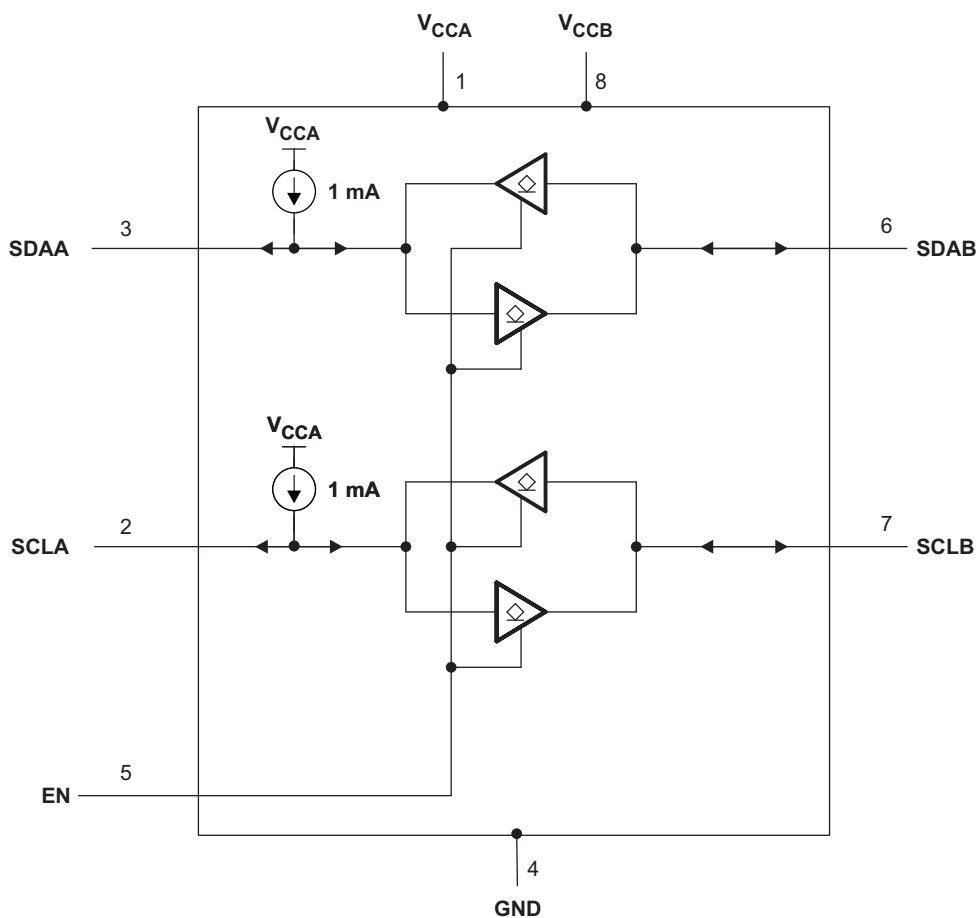 VCCA VCCB
1 8
VCCA
1 mA
3 6
SDAA SDAB
VCCA
1 mA
2 7
SCLA SCLB
5
EN
4
GND